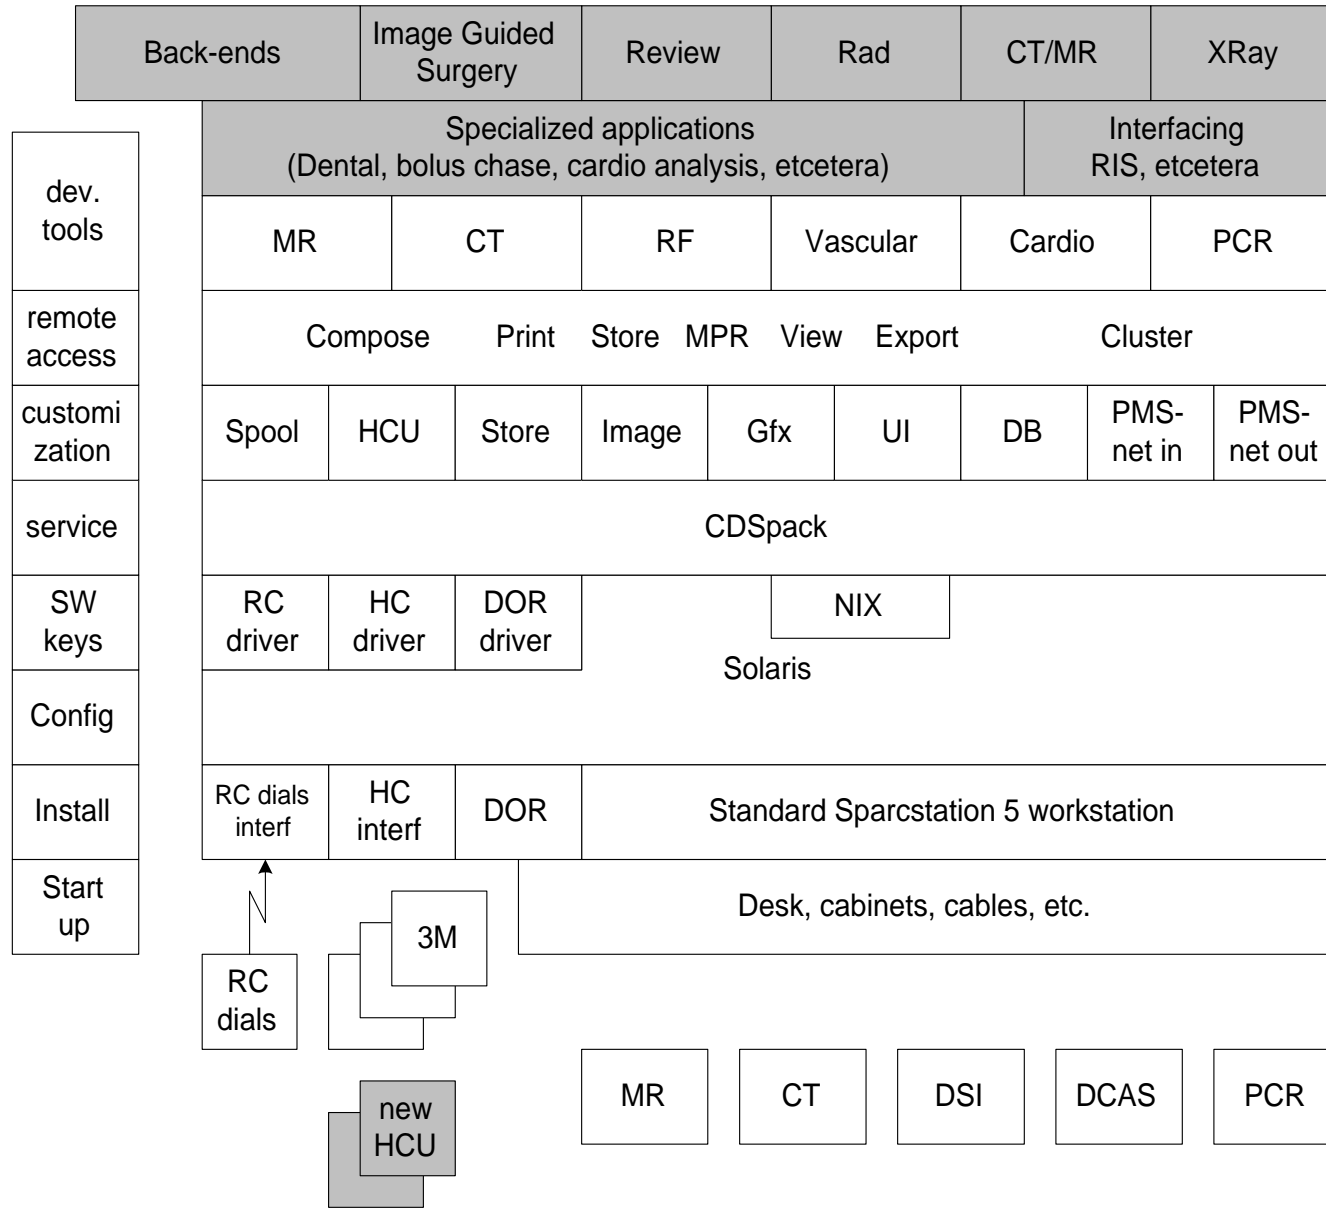 Back-ends
Image Guided
Surgery
Review
Rad
CT/MR
XRay
Specialized applications
(Dental, bolus chase, cardio analysis, etcetera)
Interfacing
RIS, etcetera
dev.
tools
MR
CT
RF
Vascular
Cardio
PCR
remote
access
Compose Print Store MPR View Export Cluster
customi
zation
Spool
HCU
Store
Image
Gfx
UI
DB
PMS-
net in
PMS-
net out
service
CDSpack
SW
keys
RC
driver
HC
driver
DOR
driver
NIX
Solaris
Config
Install
RC dials
interf
HC
interf
DOR
Standard Sparcstation 5 workstation
Start
up
3M
Desk, cabinets, cables, etc.
RC
dials
new
HCU
MR
CT
DSI
DCAS
PCR